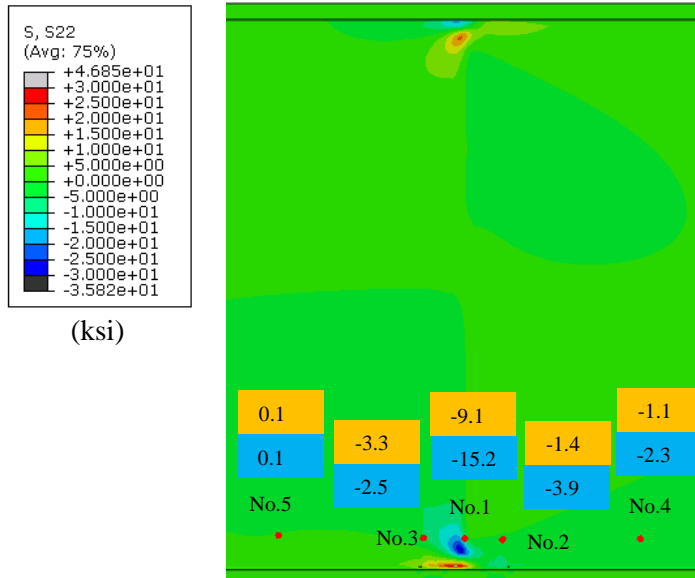 S, S22
(Avg: 75%)
+4.685e+01
+3.000e+01
+2.500e+01
+2.000e+01
+1.500e+01
+1.000e+01
+5.000e+00
+0.000e+00
-5.000e+00
-1.000e+01
-1.500e+01
-2.000e+01
-2.500e+01
-3.000e+01
-3.582e+01
(ksi)
0.1
0.1
-3.3
-2.5
-9.1
-15.2
-1.4
-3.9
-1.1
-2.3
No.5
No.3
No.1
No.2
No.4